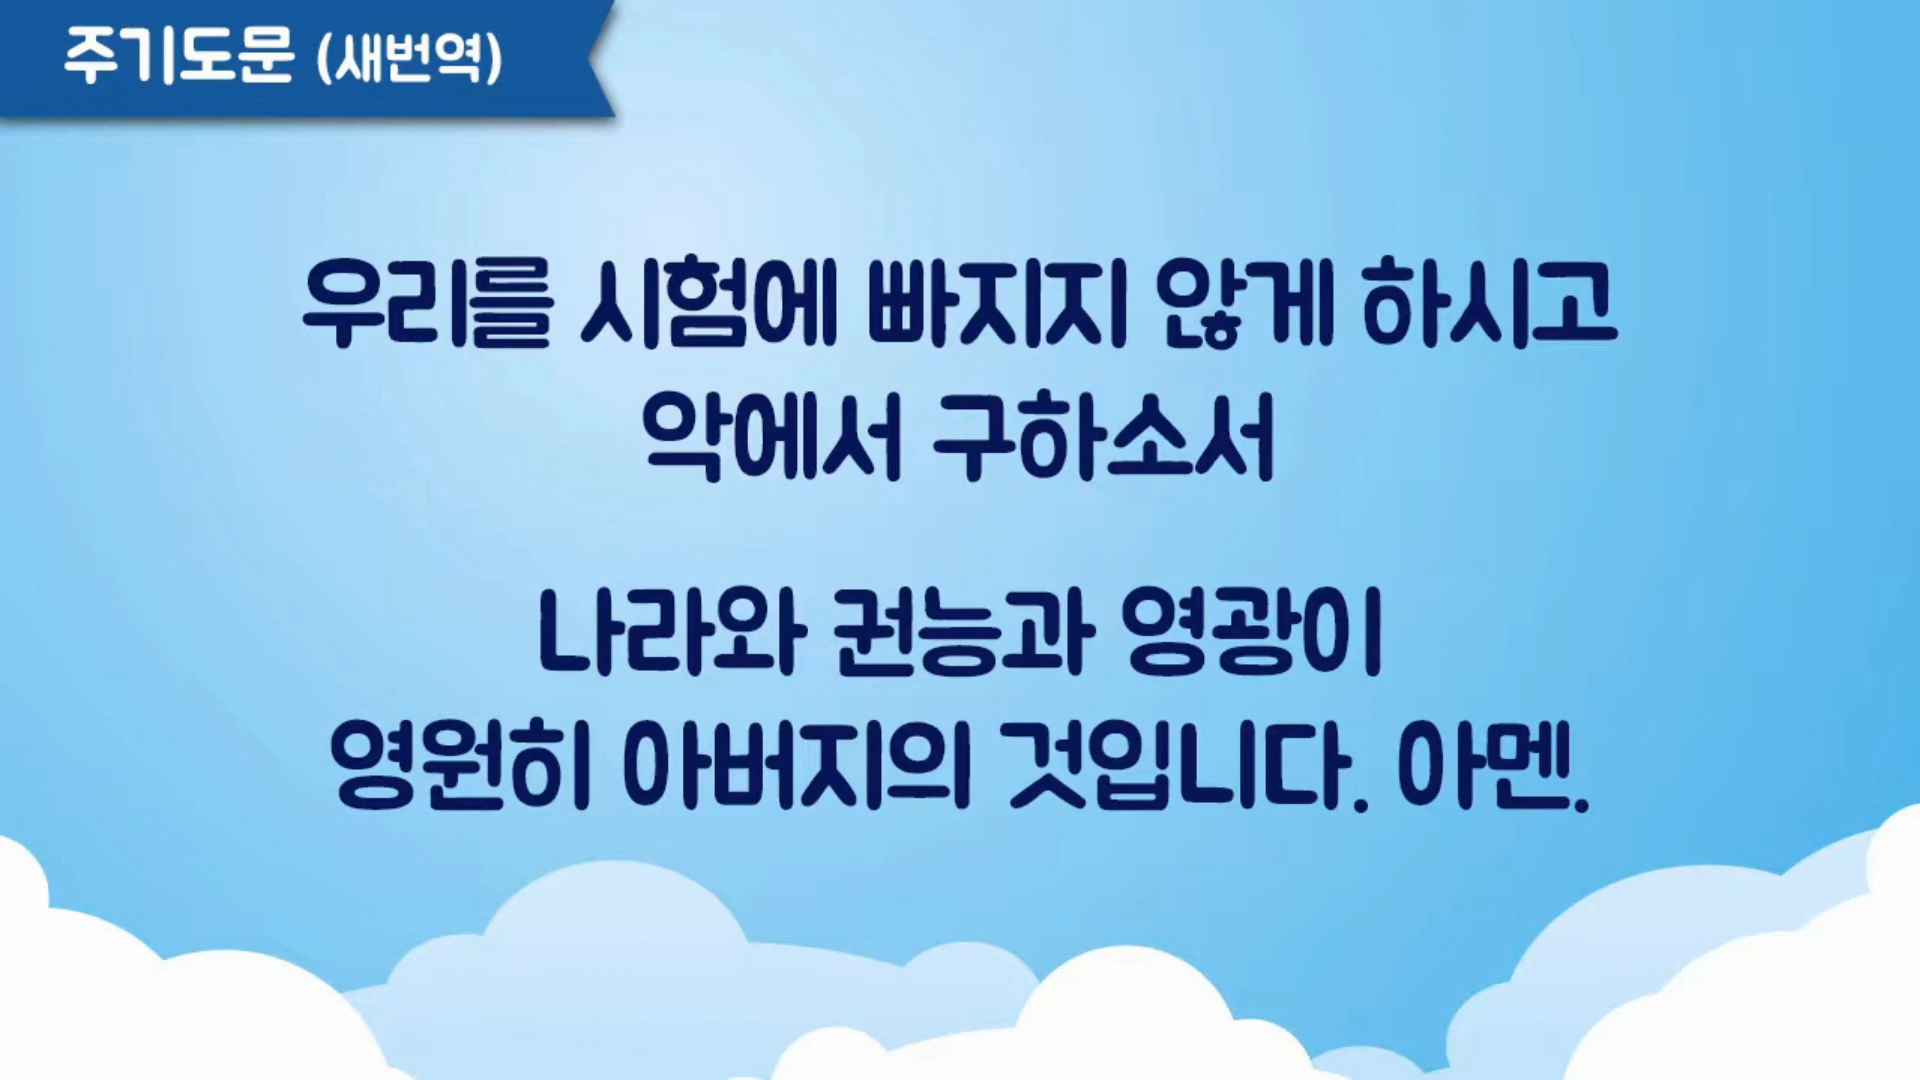 주기도문 (새번역)
우리를 시험에 빠지지 않게 하시고
악에서 구하소서
나라와 권능과 영광이
영원히 아버지의 것입니다. 아멘.